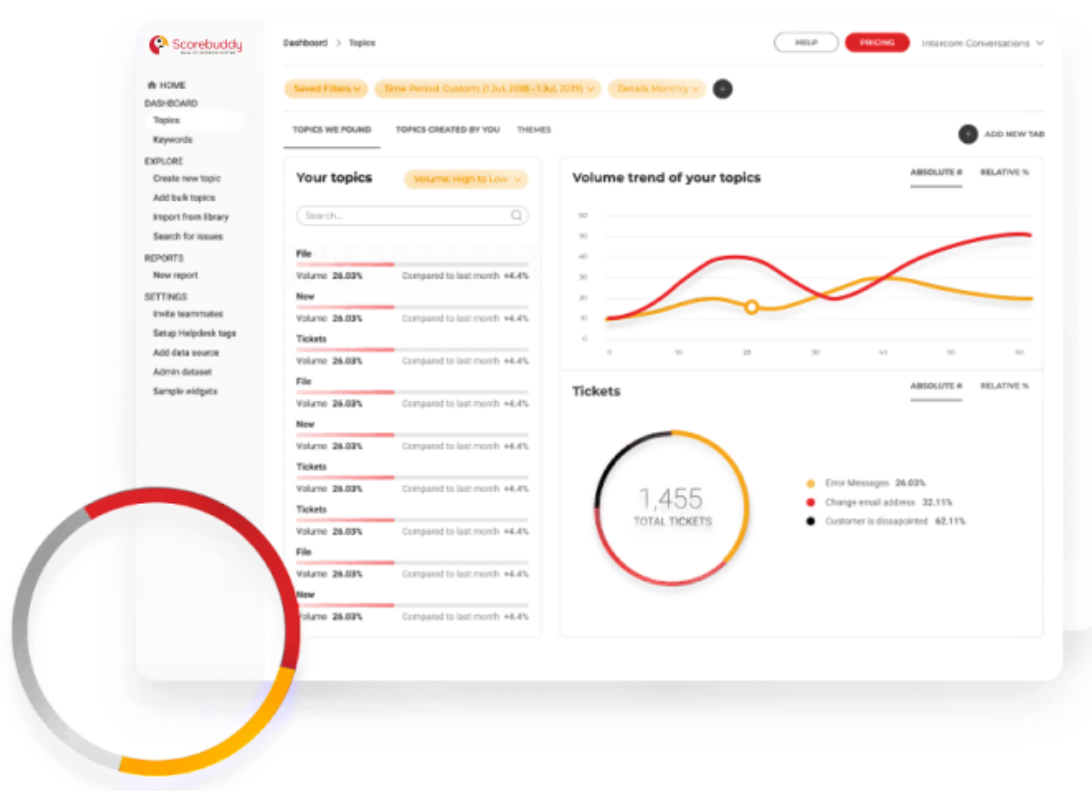 Scorebuddy
Dashboard > Topics
HELP
PRICING
Intercom Conversations
HOME
DASHBOARD
Topics
Keywords
EXPLORE
Create new topic
Add bulk topics
Import from library
Search for issues
REPORTS
New report
SETTINGS
Invite teammates
Setup Helpdesk tags
Add data source
Admin dataset
Sample widgets
Saved Filters
Time Period: Custom: (1 Jul, 2018 - 1 Jul, 2019)
Details Monthly
+
TOPICS WE FOUND
TOPICS CREATED BY YOU
THEMES
+ ADD NEW TAB
Your topics
Volume: High to Low
Search...
File
Volume 26.03% Compared to last month +4.4%
New
Volume 26.03% Compared to last month +4.4%
Tickets
Volume 26.03% Compared to last month +4.4%
File
Volume 26.03% Compared to last month +4.4%
New
Volume 26.03% Compared to last month +4.4%
Tickets
Volume 26.03% Compared to last month +4.4%
Tickets
Volume 26.03% Compared to last month +4.4%
File
Volume 26.03% Compared to last month +4.4%
New
Volume 26.03% Compared to last month +4.4%
Volume trend of your topics
ABSOLUTE #
RELATIVE %
60
50
40
30
20
10
0
0 10 20 30 40 50 60
Tickets
ABSOLUTE #
RELATIVE %
1,455
TOTAL TICKETS
Error Messages 26.03%
Change email address 32.11%
Customer is dissapointed 62.11%